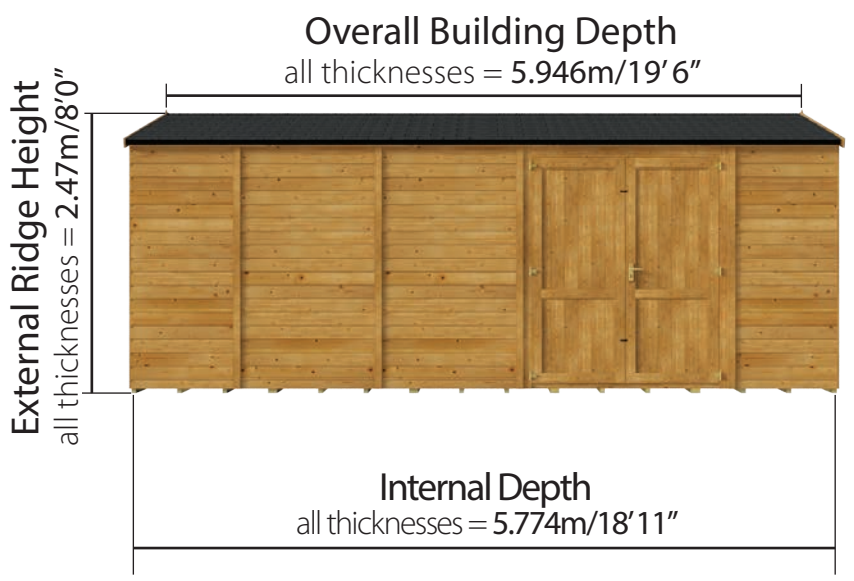 Overall Building Depth
all thicknesses = 5.946m/19’ 6”
External Ridge Height
all thicknesses = 2.47m/8’0”
Internal Depth
all thicknesses = 5.774m/18’ 11”